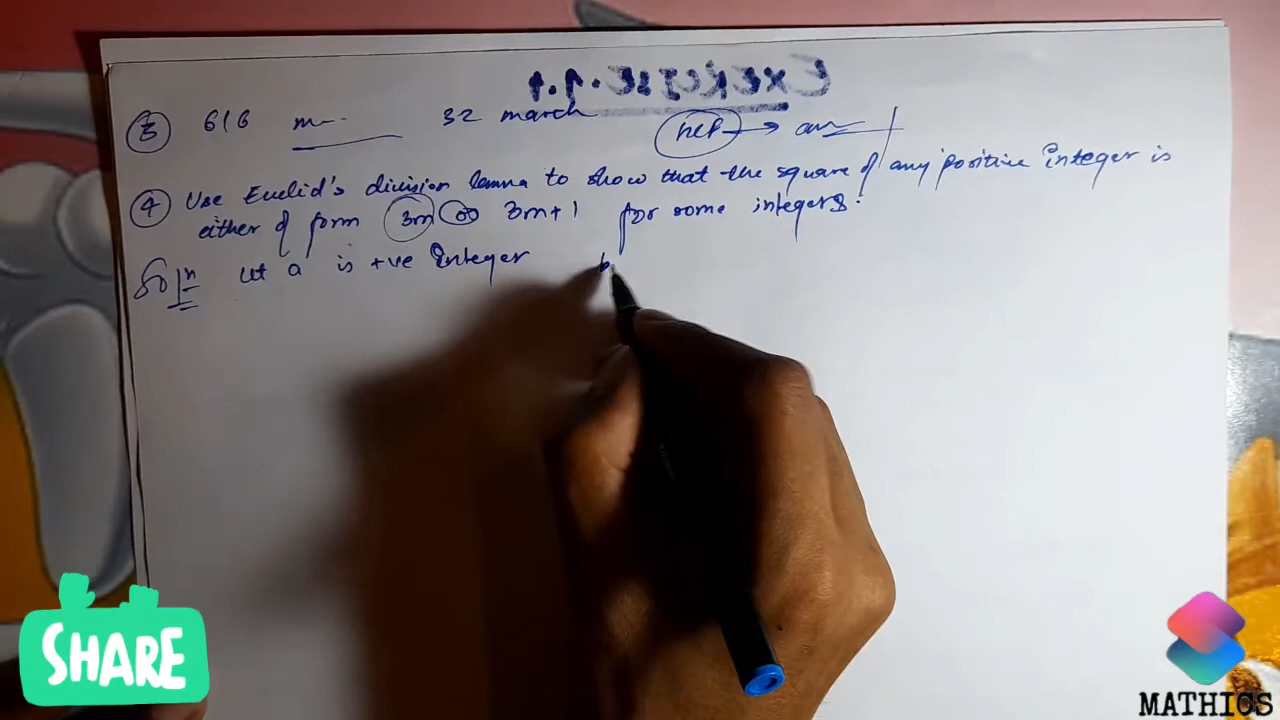 EXERCISE 1.1
③ 616 m-- 32 march HCF → ans
④ Use Euclid's division lemma to show that the square of any positive integer is
either of form 3m or 3m+1 for some integers.
Soln Let a is +ve Integer b
SHARE
MATHICS